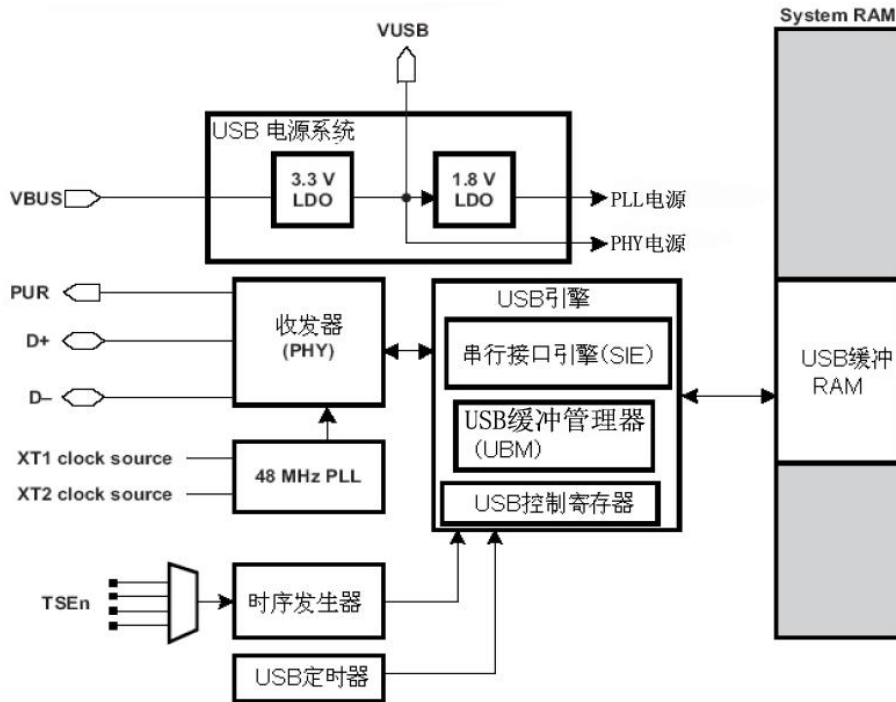 System RAM
VUSB
USB 电源系统
3.3 V
LDO
1.8 V
LDO
VBUS
PLL电源
PHY电源
PUR
D+
D–
收发器
(PHY)
USB引擎
串行接口引擎(SIE)
USB缓冲管理器
(UBM)
USB控制寄存器
USB缓冲
RAM
XT1 clock source
XT2 clock source
48 MHz PLL
TSEn
时序发生器
USB定时器